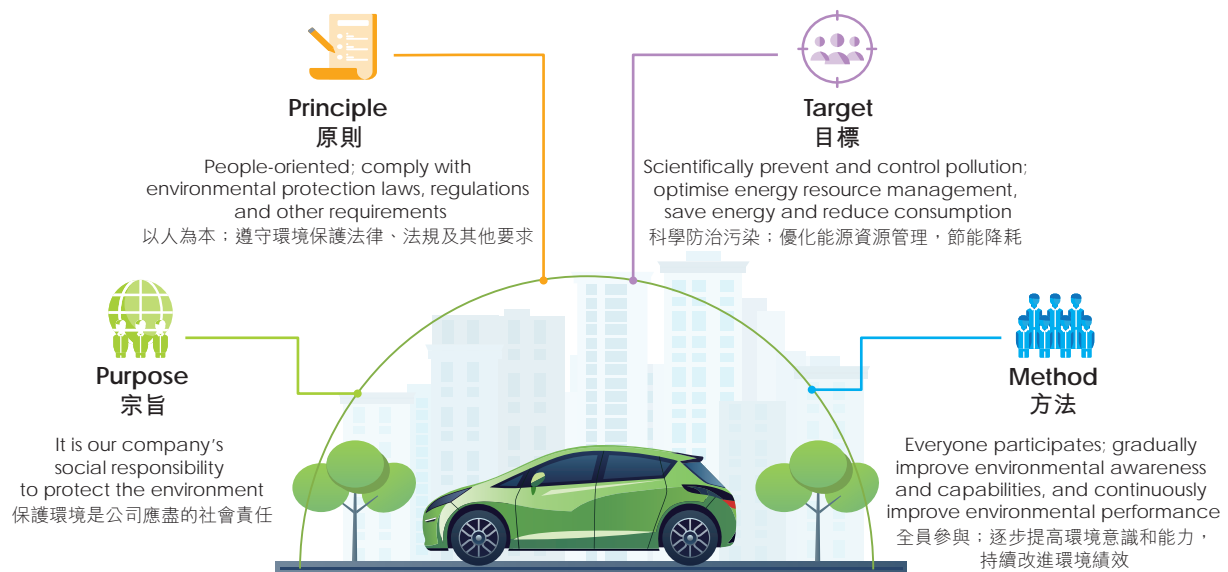 Principle
原則
People-oriented; comply with
environmental protection laws, regulations
and other requirements
以人為本；遵守環境保護法律、法規及其他要求
Target
目標
Scientifically prevent and control pollution;
optimise energy resource management,
save energy and reduce consumption
科學防治污染；優化能源資源管理，節能降耗
Purpose
宗旨
It is our company’s
social responsibility
to protect the environment
保護環境是公司應盡的社會責任
Method
方法
Everyone participates; gradually
improve environmental awareness
and capabilities, and continuously
improve environmental performance
全員參與；逐步提高環境意識和能力，
持續改進環境績效